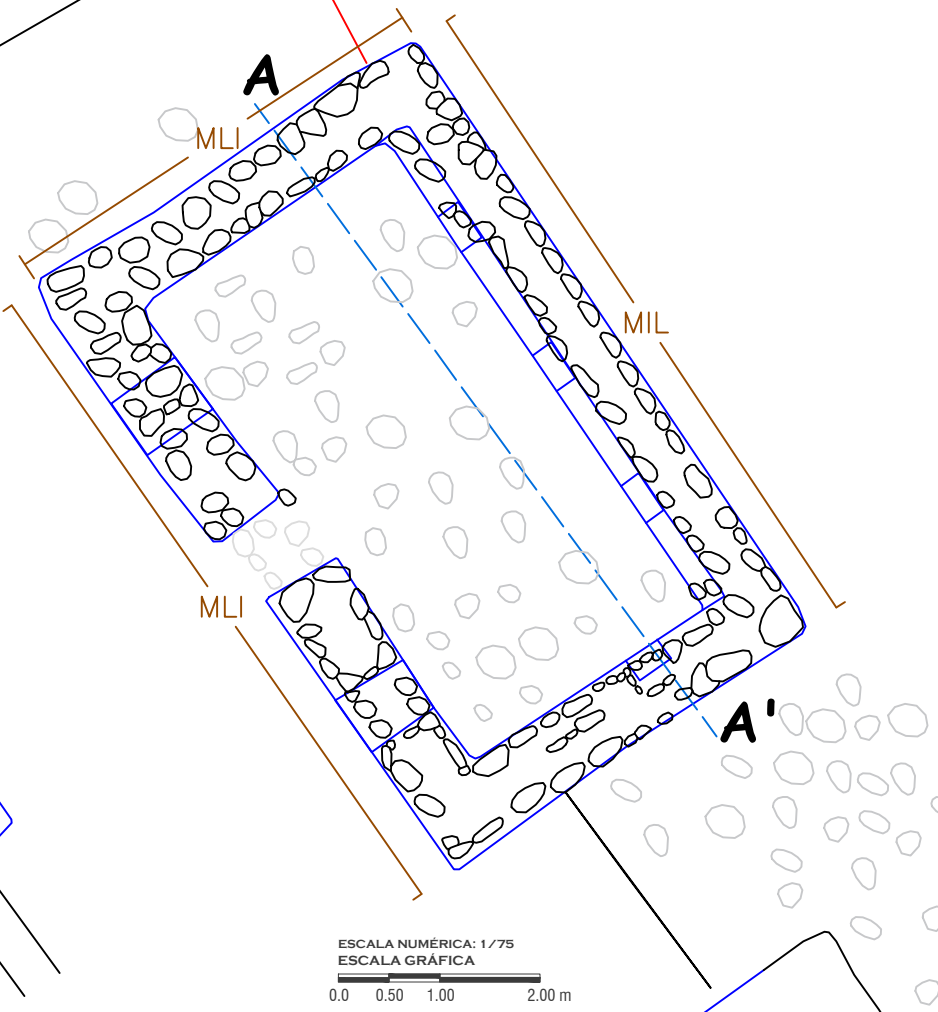 A
MLI
MIL
MLI
A'
ESCALA NUMÉRICA: 1/75
ESCALA GRÁFICA
0.0 0.50 1.00 2.00 m